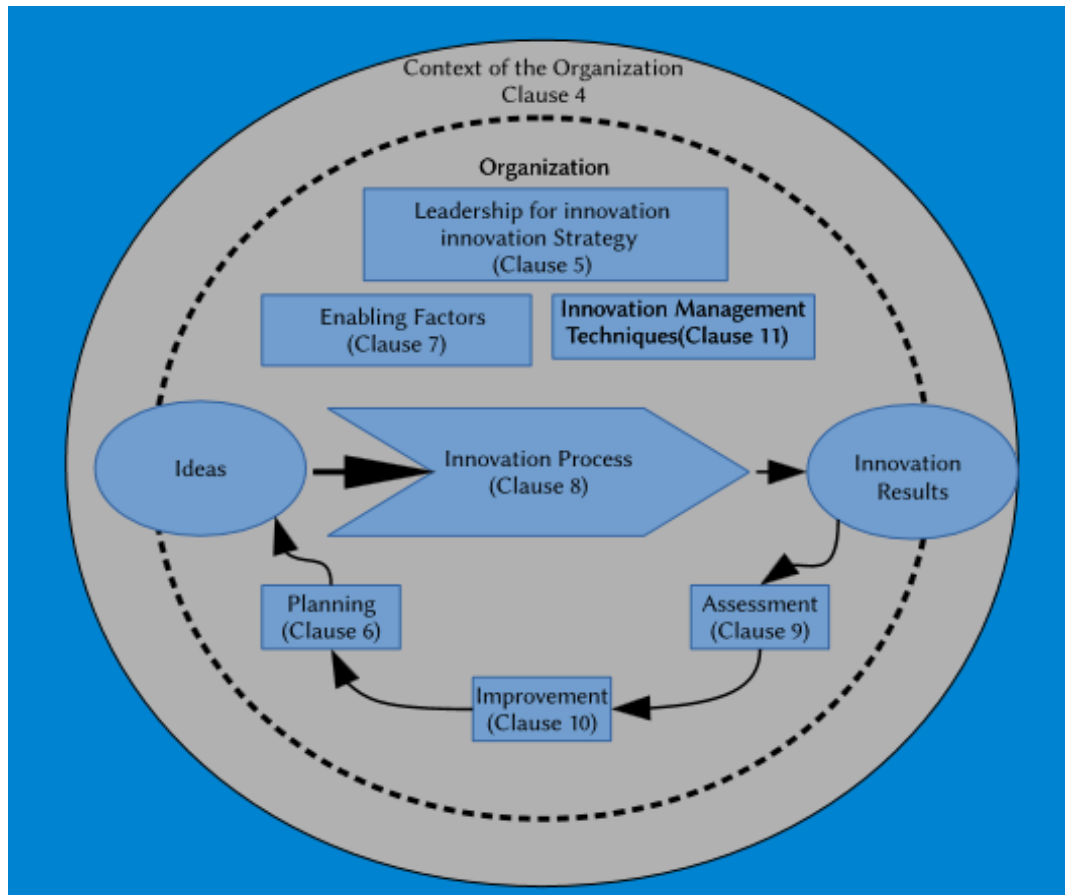 Context of the Organization
Clause 4
Organization
Leadership for innovation
innovation Strategy
(Clause 5)
Enabling Factors
(Clause 7)
Innovation Management
Techniques(Clause 11)
Ideas
Innovation Process
(Clause 8)
Innovation
Results
Planning
(Clause 6)
Assessment
(Clause 9)
Improvement
(Clause 10)